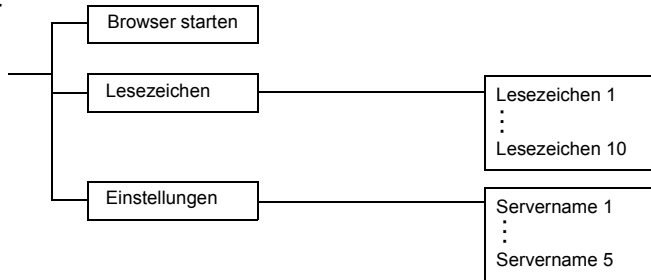 Browser starten
Lesezeichen
Lesezeichen 1
⋮
Lesezeichen 10
Einstellungen
Servername 1
⋮
Servername 5